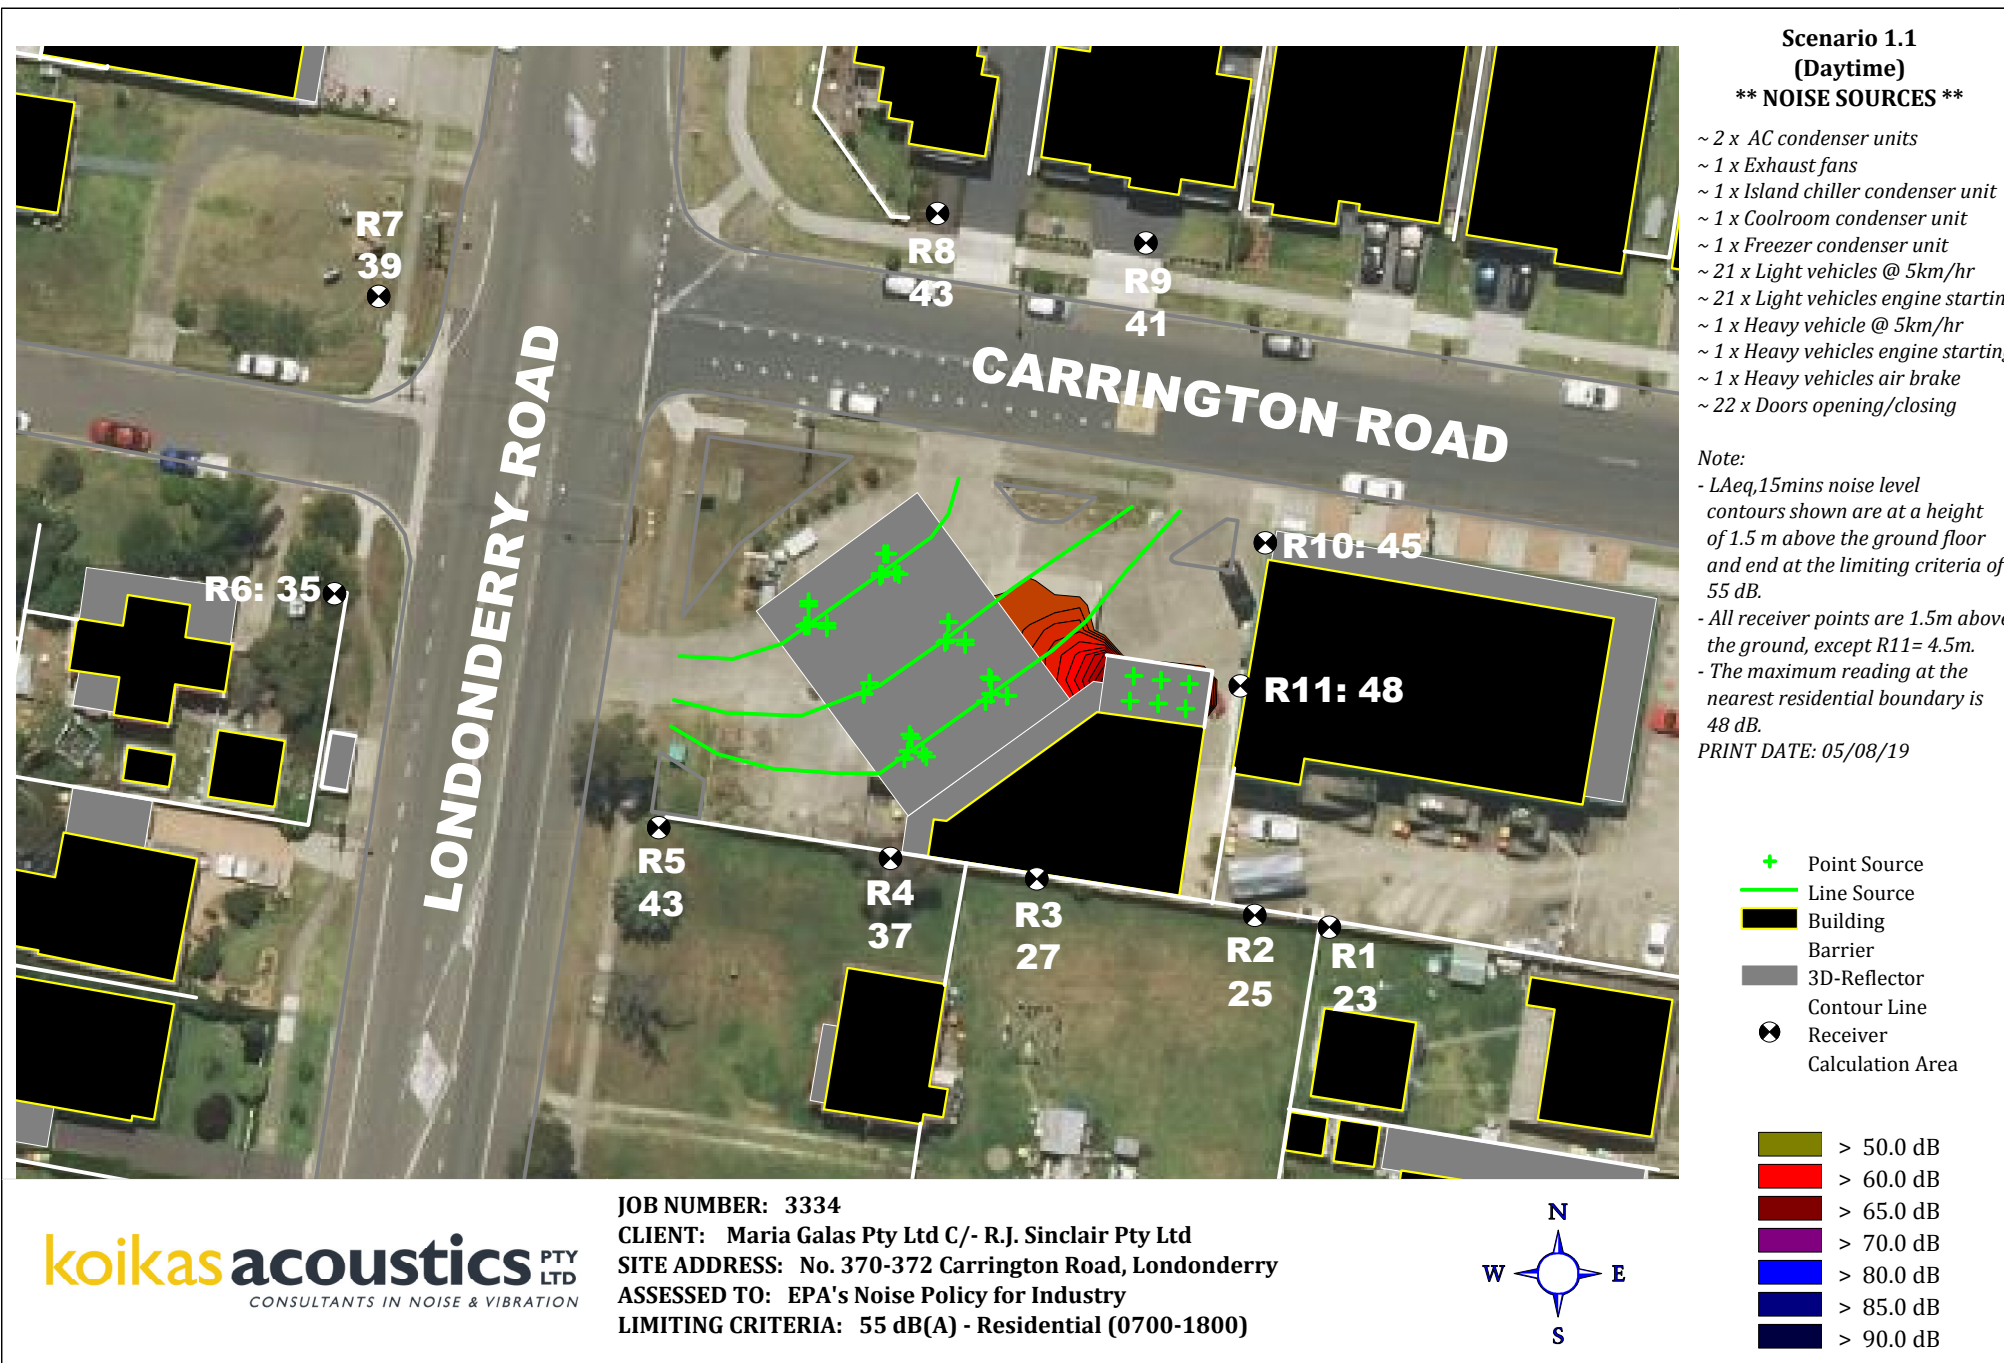 Scenario 1.1
(Daytime)
** NOISE SOURCES **
~ 2 x AC condenser units
~ 1 x Exhaust fans
~ 1 x Island chiller condenser unit
~ 1 x Coolroom condenser unit
~ 1 x Freezer condenser unit
~ 21 x Light vehicles @ 5km/hr
~ 21 x Light vehicles engine startin
~ 1 x Heavy vehicle @ 5km/hr
~ 1 x Heavy vehicles engine starting
~ 1 x Heavy vehicles air brake
~ 22 x Doors opening/closing
Note:
- LAeq,15mins noise level
contours shown are at a height
of 1.5 m above the ground floor
and end at the limiting criteria of
55 dB.
- All receiver points are 1.5m above
the ground, except R11= 4.5m.
- The maximum reading at the
nearest residential boundary is
48 dB.
PRINT DATE: 05/08/19
Point Source
Line Source
Building
Barrier
3D-Reflector
Contour Line
Receiver
Calculation Area
> 50.0 dB
> 60.0 dB
> 65.0 dB
> 70.0 dB
> 80.0 dB
> 85.0 dB
> 90.0 dB
R7
39
R8
43
R9
41
CARRINGTON ROAD
LONDONDERRY ROAD
R10: 45
R6: 35
R11: 48
R5
43
R4
37
R3
27
R2
25
R1
23
koikas acoustics PTY LTD
CONSULTANTS IN NOISE & VIBRATION
JOB NUMBER: 3334
CLIENT: Maria Galas Pty Ltd C/- R.J. Sinclair Pty Ltd
SITE ADDRESS: No. 370-372 Carrington Road, Londonderry
ASSESSED TO: EPA's Noise Policy for Industry
LIMITING CRITERIA: 55 dB(A) - Residential (0700-1800)
N
W E
S